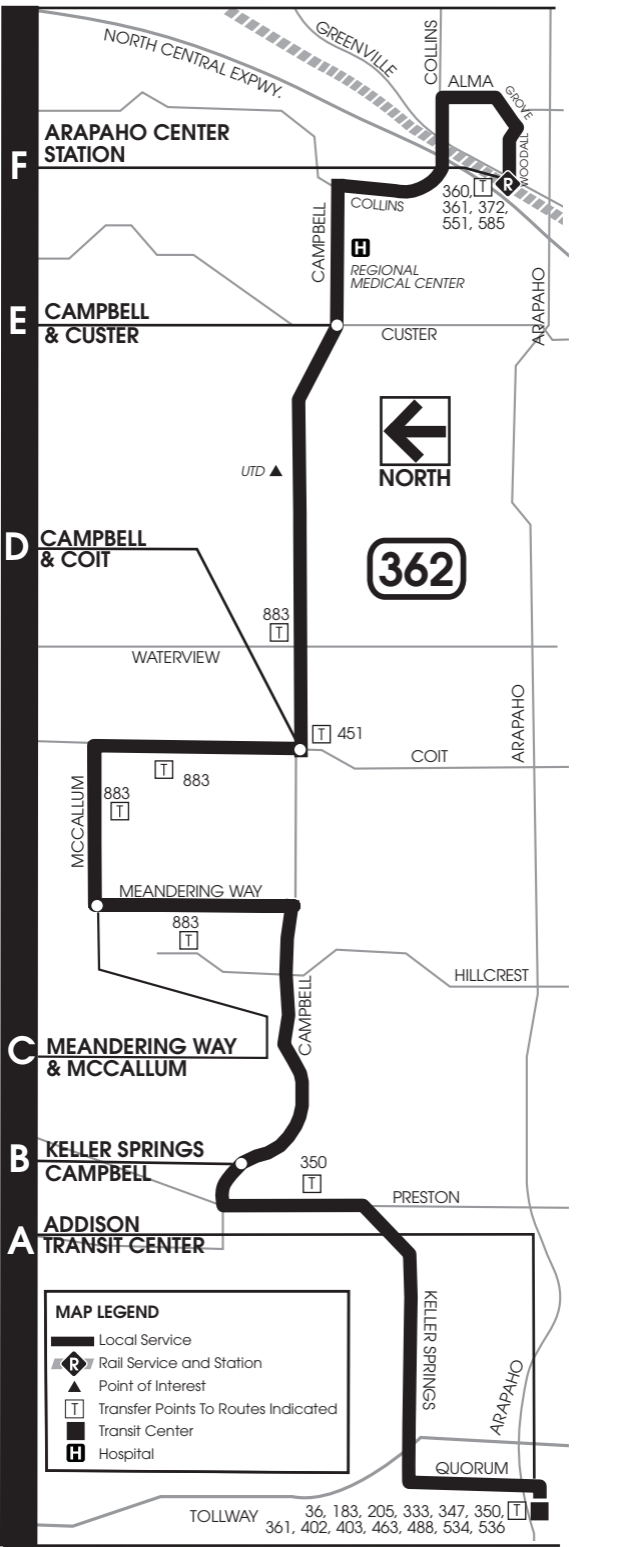 NORTH CENTRAL EXPWY.
GREENVILLE
COLLINS
ALMA
GROVE
WOODALL
F
ARAPAHO CENTER
STATION
R
360, T
361, 372,
551, 585
COLLINS
CAMPBELL
H
REGIONAL
MEDICAL CENTER
ARAPAHO
E
CAMPBELL
& CUSTER
CUSTER
NORTH
UTD
D
CAMPBELL
& COIT
362
883
T
WATERVIEW
ARAPAHO
T 451
COIT
T 883
MCCALLUM
883
T
MEANDERING WAY
883
T
HILLCREST
CAMPBELL
C
MEANDERING WAY
& MCCALLUM
B
KELLER SPRINGS
CAMPBELL
350
T
PRESTON
A
ADDISON
TRANSIT CENTER
MAP LEGEND
Local Service
R Rail Service and Station
Point of Interest
T Transfer Points To Routes Indicated
Transit Center
H Hospital
KELLER SPRINGS
ARAPAHO
QUORUM
TOLLWAY
36, 183, 205, 333, 347, 350, T
361, 402, 403, 463, 488, 534, 536